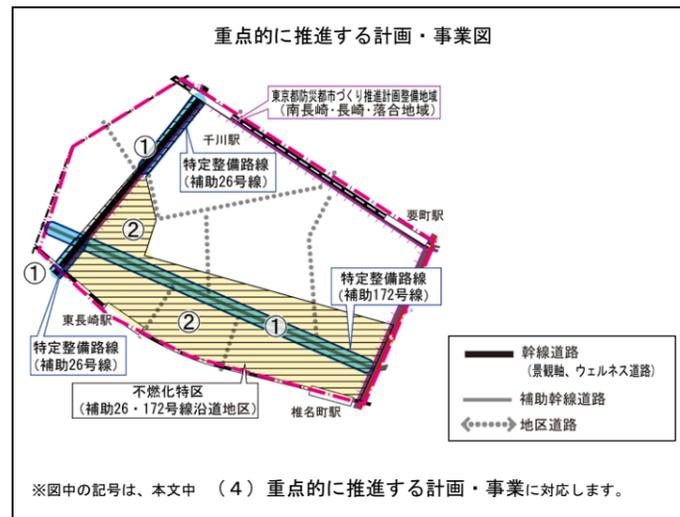 重点的に推進する計画・事業図
東京都防災都市づくり推進計画整備地域
(南長崎・長崎・落合地域)
千川駅
①
特定整備路線
(補助26号線)
要町駅
②
①
特定整備路線
(補助172号線)
東長崎駅
②
①
特定整備路線
(補助26号線)
不燃化特区
(補助26・172号線沿道地区)
椎名町駅
幹線道路
(景観軸、ウェルネス道路)
補助幹線道路
地区道路
※図中の記号は、本文中 (4)重点的に推進する計画・事業に対応します。